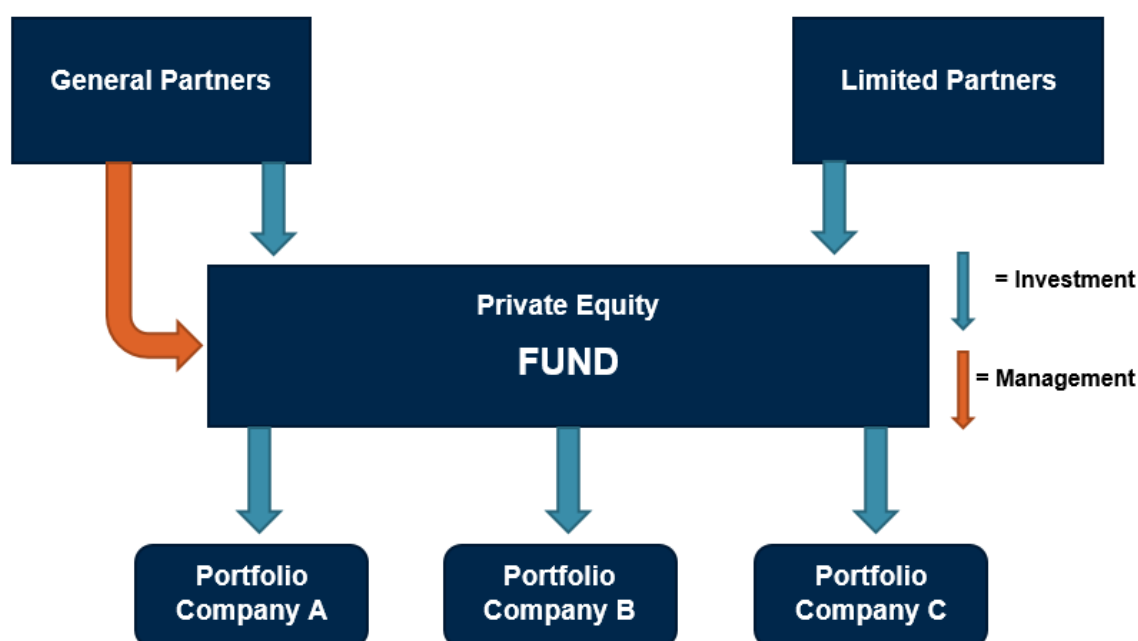 General Partners
Limited Partners
= Investment
Private Equity
FUND
= Management
Portfolio
Company A
Portfolio
Company B
Portfolio
Company C